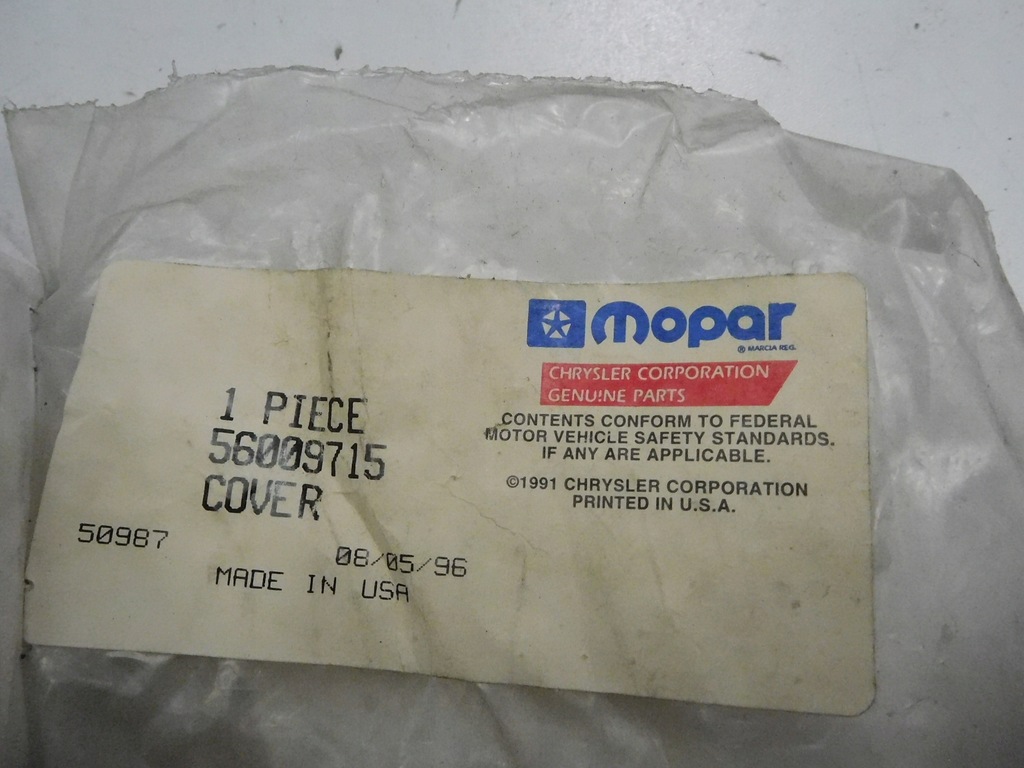 mopar
® MARCA REG.
CHRYSLER CORPORATION
GENUINE PARTS
CONTENTS CONFORM TO FEDERAL
MOTOR VEHICLE SAFETY STANDARDS.
IF ANY ARE APPLICABLE.
©1991 CHRYSLER CORPORATION
PRINTED IN U.S.A.
1 PIECE
56009715
COVER
50987
08/05/96
MADE IN USA